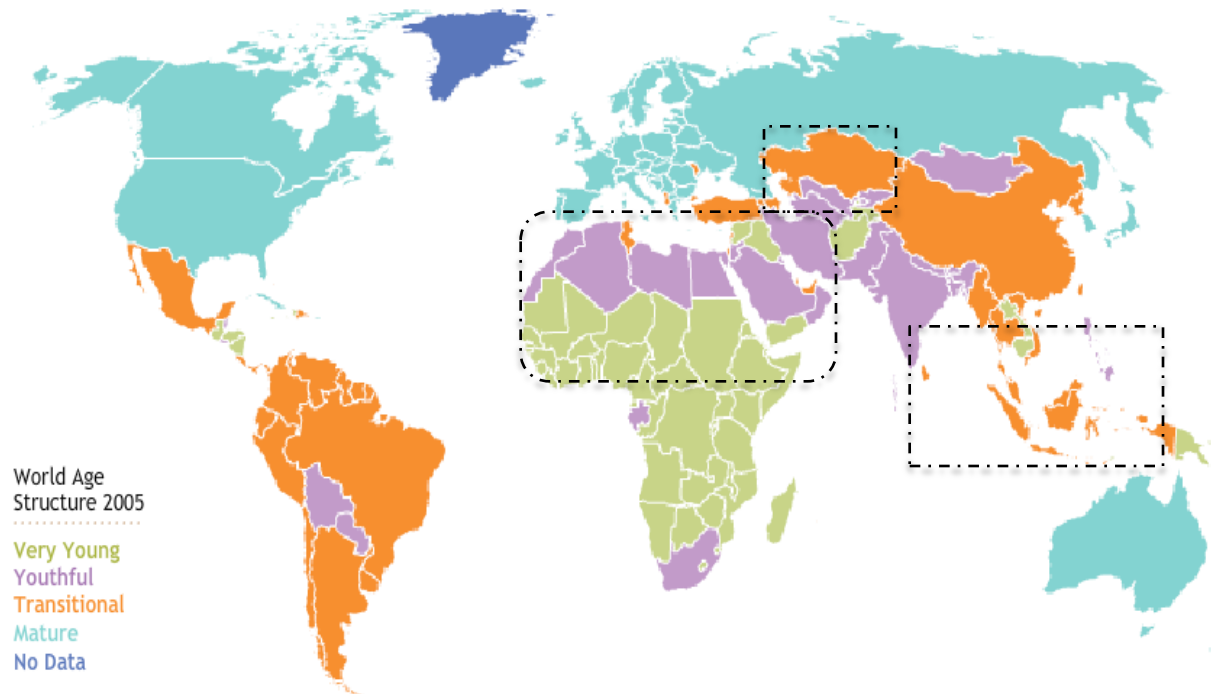 World Age
Structure 2005
Very Young
Youthful
Transitional
Mature
No Data